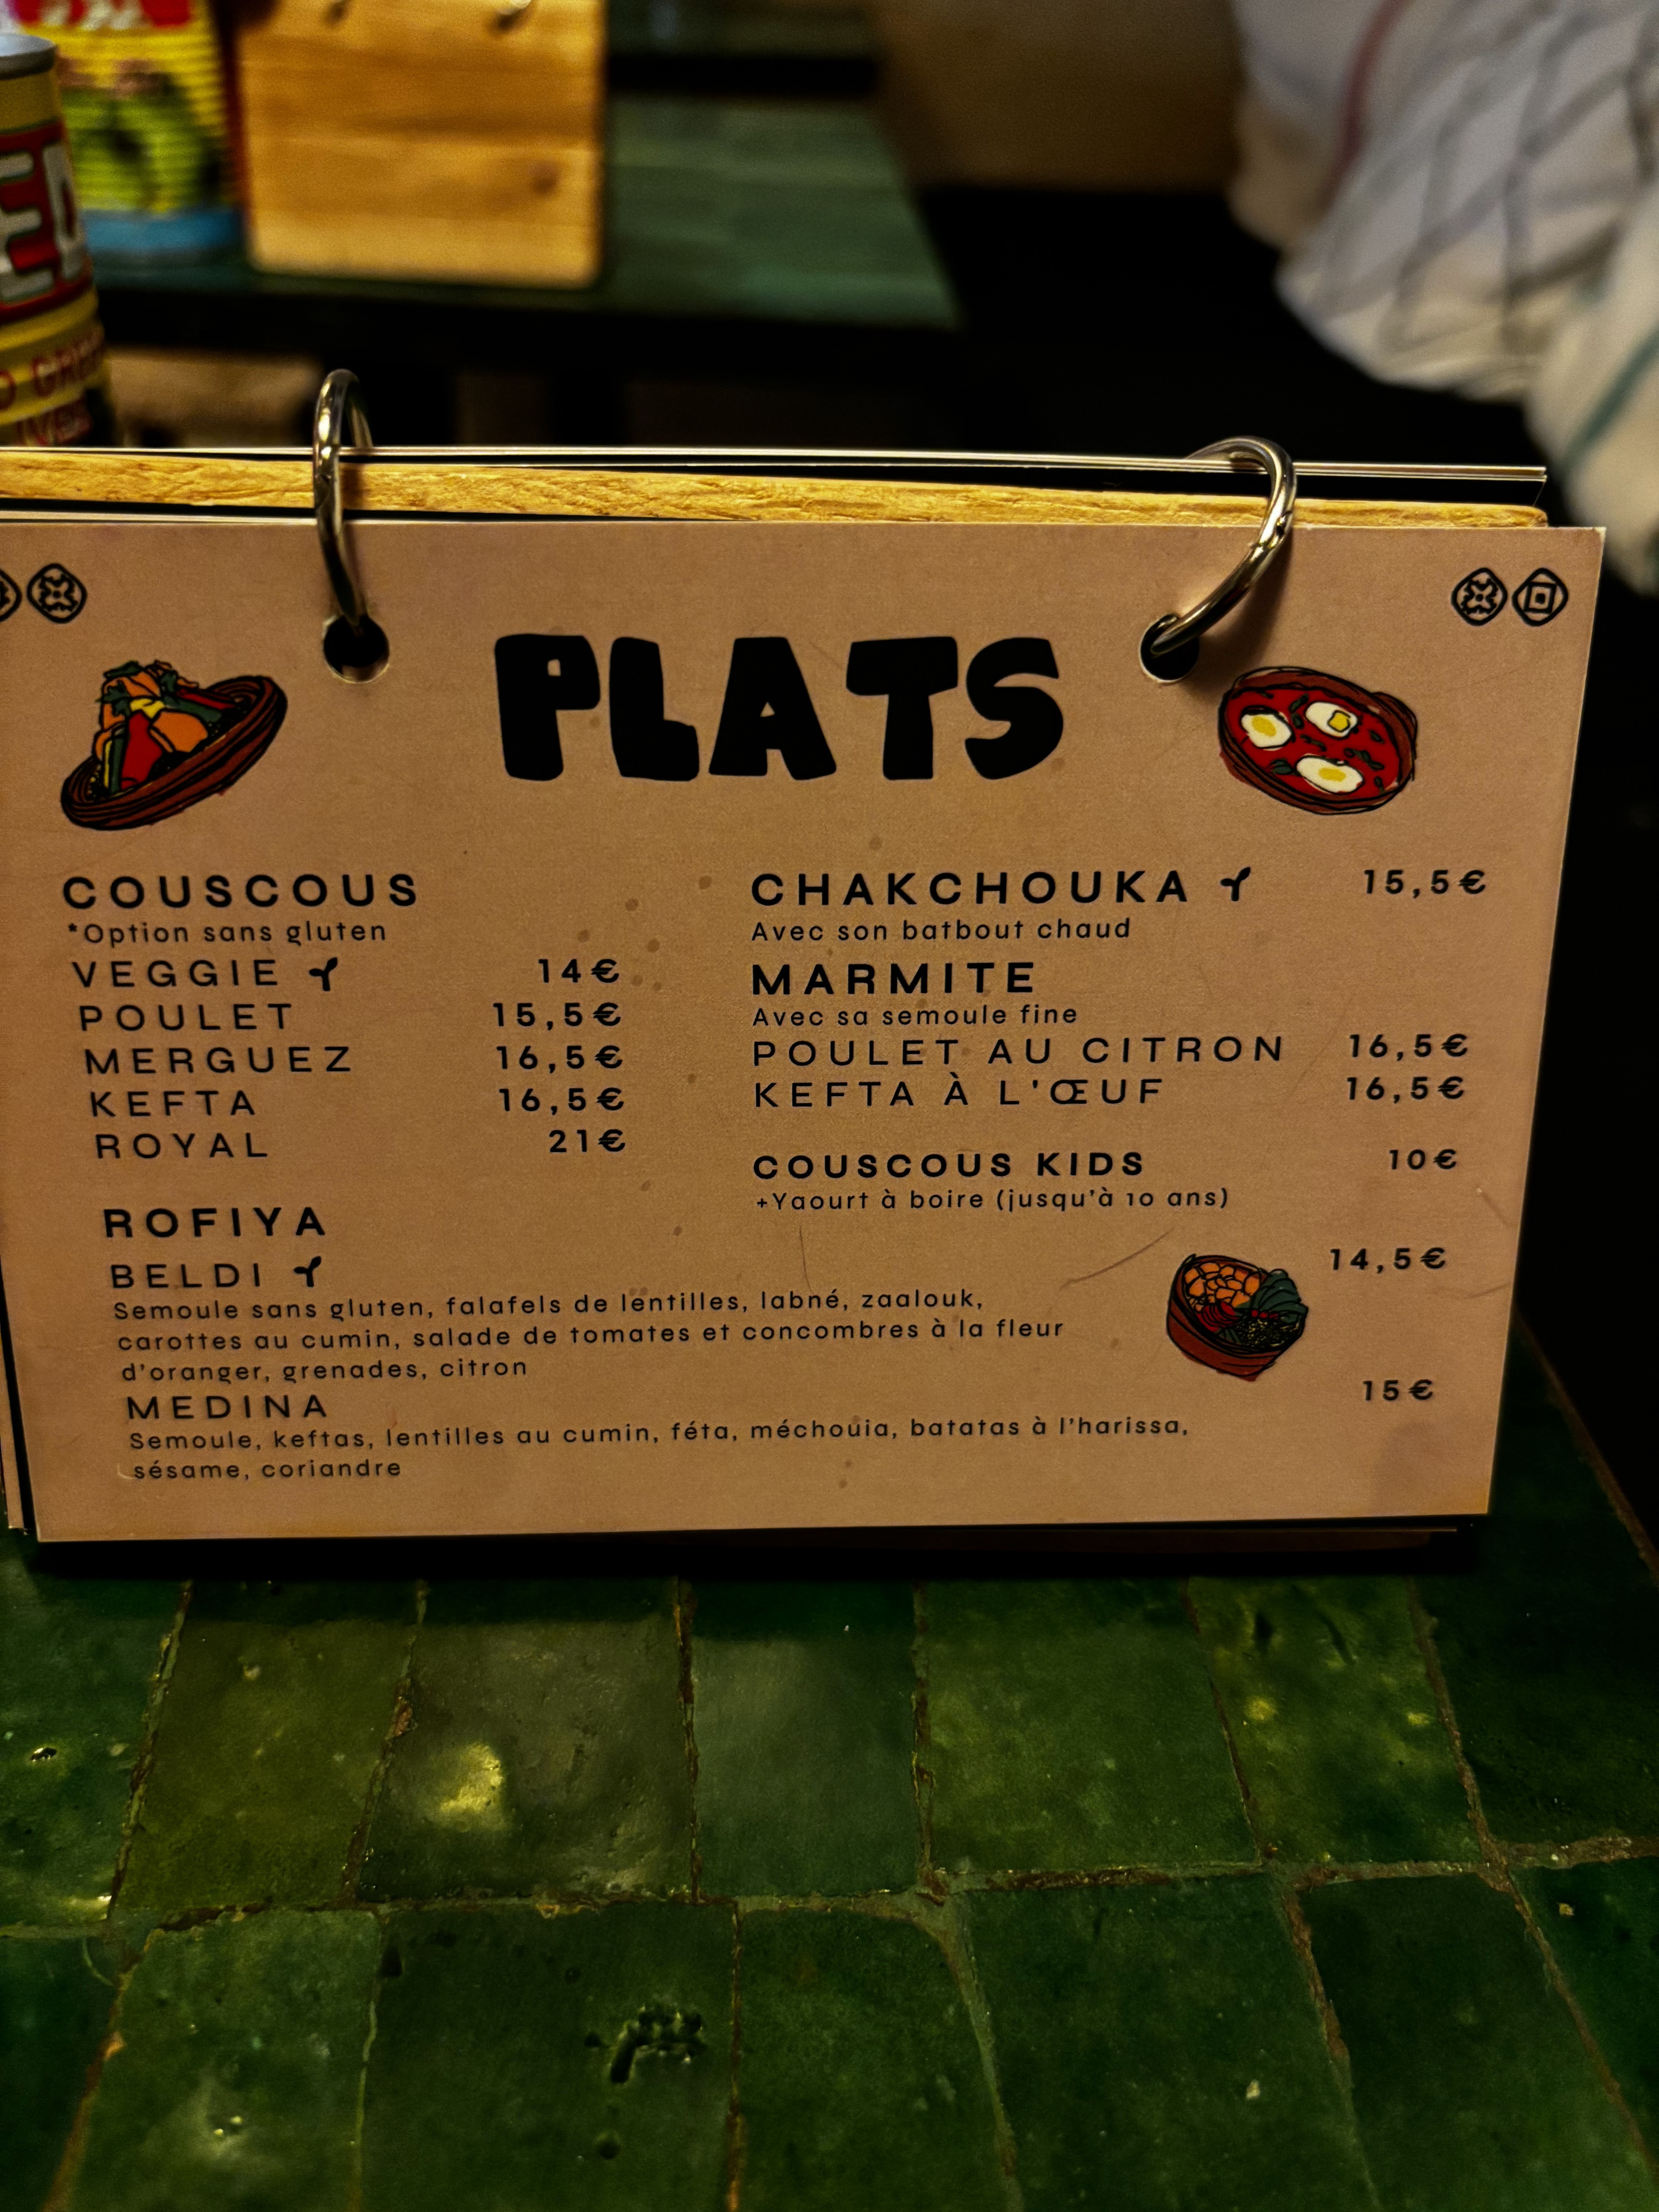 PLATS
COUSCOUS
*Option sans gluten
VEGGIE 14€
POULET 15,5€
MERGUEZ 16,5€
KEFTA 16,5€
ROYAL 21€
CHAKCHOUKA 15,5€
Avec son batbout chaud
MARMITE
Avec sa semoule fine
POULET AU CITRON 16,5€
KEFTA À L'ŒUF 16,5€
COUSCOUS KIDS 10€
+Yaourt à boire (jusqu'à 10 ans)
ROFIYA
BELDI 14,5€
Semoule sans gluten, falafels de lentilles, labné, zaalouk,
carottes au cumin, salade de tomates et concombres à la fleur
d'oranger, grenades, citron
MEDINA 15€
Semoule, keftas, lentilles au cumin, féta, méchouia, batatas à l'harissa,
sésame, coriandre